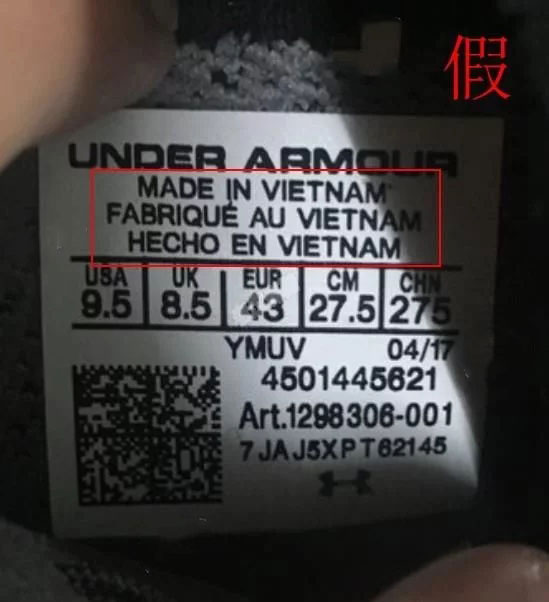 假
UNDER ARMOUR
MADE IN VIETNAM
FABRIQUÉ AU VIETNAM
HECHO EN VIETNAM
USA UK EUR CM CHN
9.5 8.5 43 27.5 275
YMUV 04/17
4501445621
Art.1298306-001
7JAJ5XPT62145